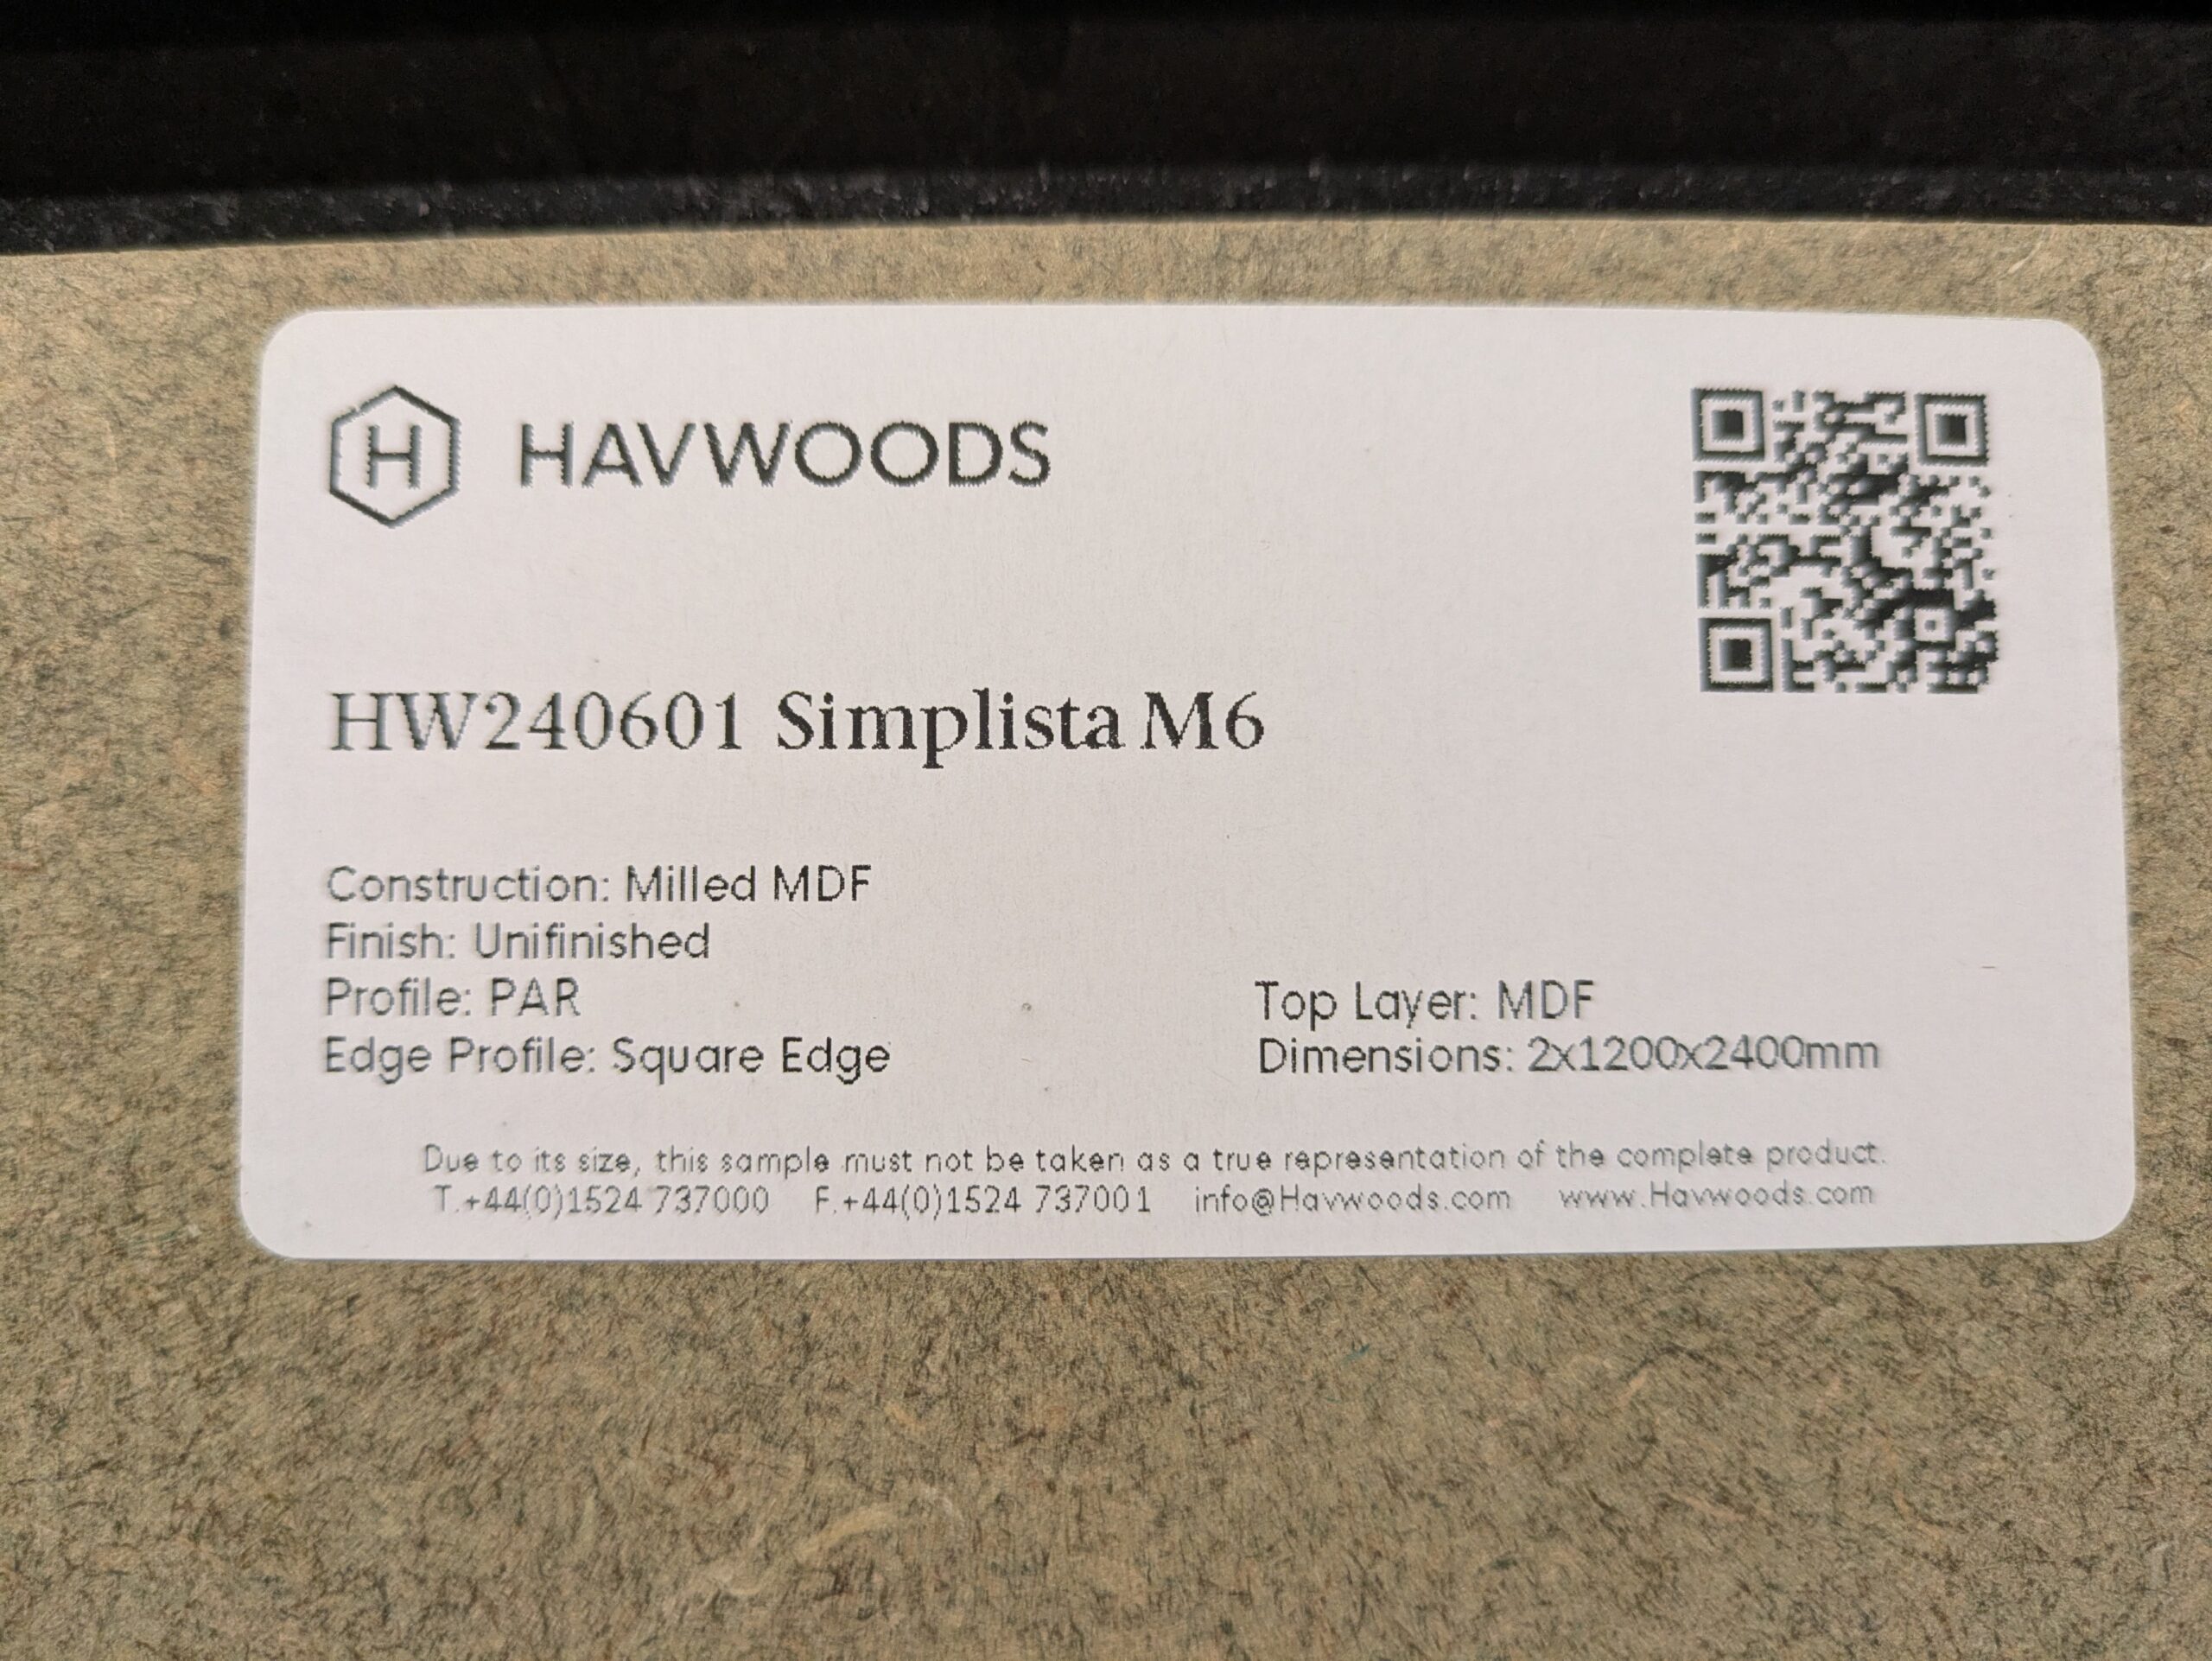 HAVWOODS
HW240601 Simplista M6
Construction: Milled MDF
Finish: Unifinished
Profile: PAR
Edge Profile: Square Edge
Top Layer: MDF
Dimensions: 2x1200x2400mm
Due to its size, this sample must not be taken as a true representation of the complete product.
T.+44(0)1524 737000 F.+44(0)1524 737001 info@Havwoods.com www.Havwoods.com